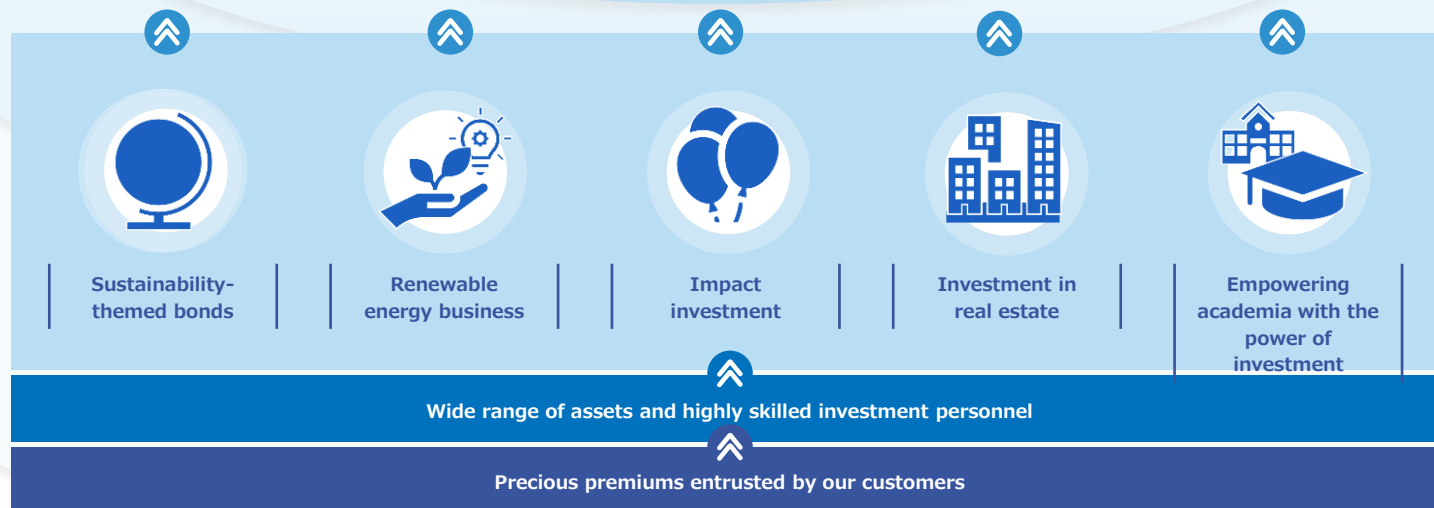 Sustainability-
themed bonds
Renewable
energy business
Impact
investment
Investment in
real estate
Empowering
academia with the
power of
investment
Wide range of assets and highly skilled investment personnel
Precious premiums entrusted by our customers